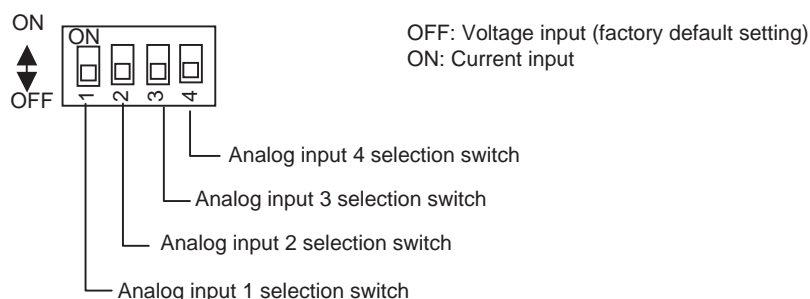 ON
ON
OFF
1 2 3 4
OFF: Voltage input (factory default setting)
ON: Current input
Analog input 4 selection switch
Analog input 3 selection switch
Analog input 2 selection switch
Analog input 1 selection switch